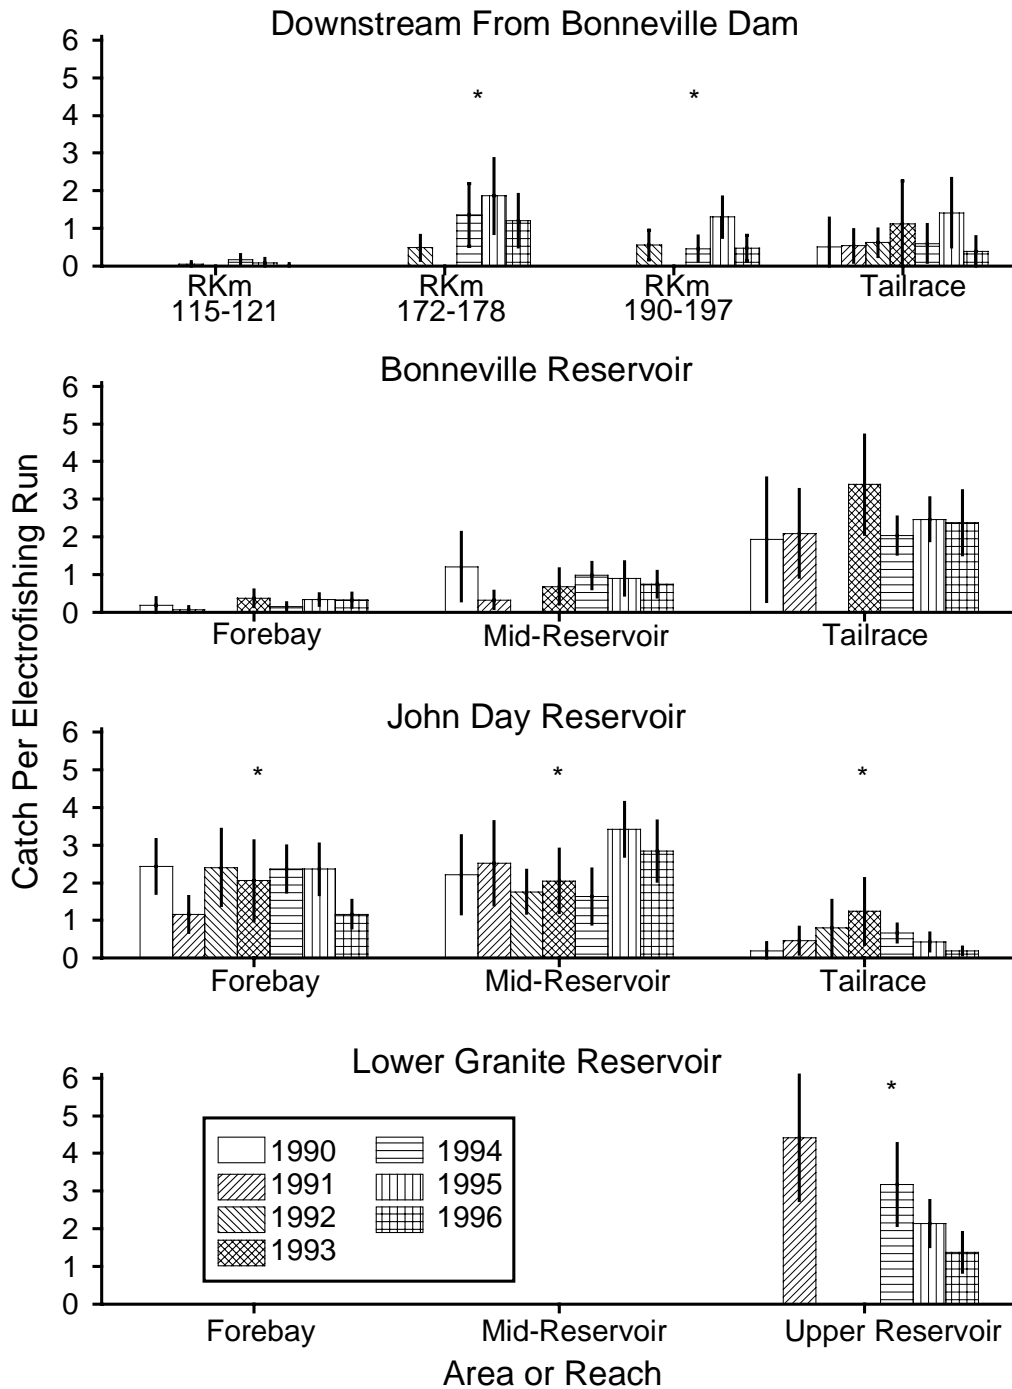 Downstream From Bonneville Dam
6
5
4
3
2
1
0
*
*
RKm
115-121
RKm
172-178
RKm
190-197
Tailrace
Catch Per Electrofishing Run
Bonneville Reservoir
6
5
4
3
2
1
0
Forebay
Mid-Reservoir
Tailrace
John Day Reservoir
6
5
4
3
2
1
0
*
*
*
Forebay
Mid-Reservoir
Tailrace
Lower Granite Reservoir
6
5
4
3
2
1
0
*
1990
1991
1992
1993
1994
1995
1996
Forebay
Mid-Reservoir
Upper Reservoir
Area or Reach